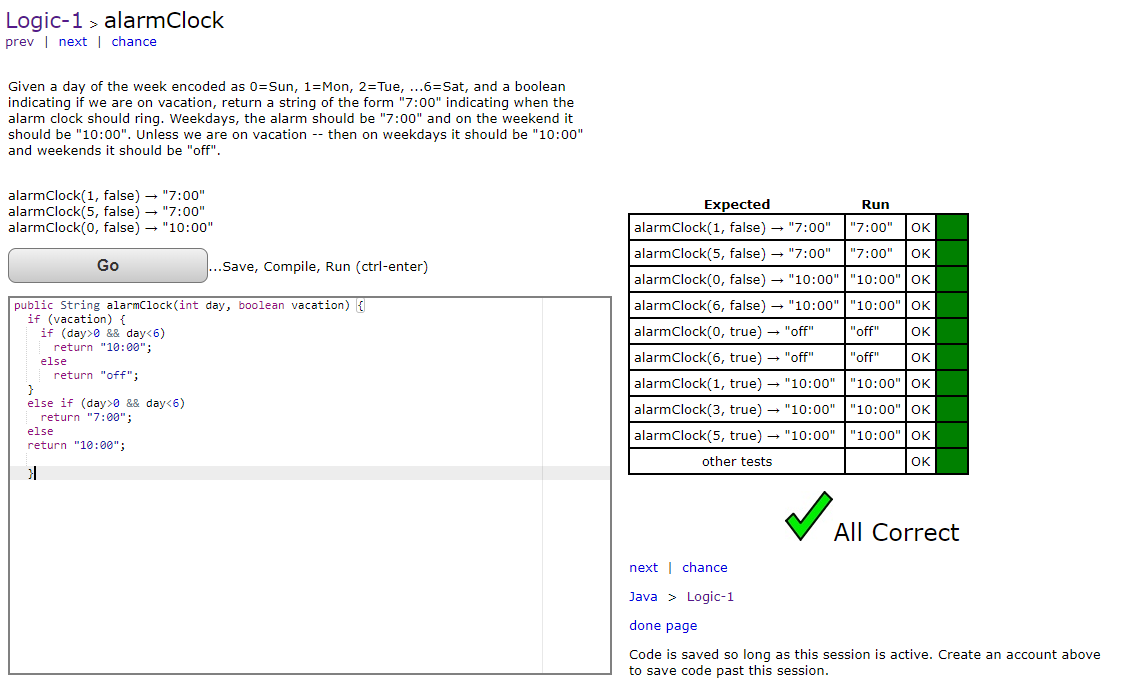 Logic-1 > alarmClock
prev | next | chance
Given a day of the week encoded as 0=Sun, 1=Mon, 2=Tue, ...6=Sat, and a boolean
indicating if we are on vacation, return a string of the form "7:00" indicating when the
alarm clock should ring. Weekdays, the alarm should be "7:00" and on the weekend it
should be "10:00". Unless we are on vacation -- then on weekdays it should be "10:00"
and weekends it should be "off".
alarmClock(1, false) → "7:00"
alarmClock(5, false) → "7:00"
alarmClock(0, false) → "10:00"
Go ...Save, Compile, Run (ctrl-enter)
public String alarmClock(int day, boolean vacation) {
  if (vacation) {
    if (day>0 && day<6)
      return "10:00";
    else
      return "off";
  }
  else if (day>0 && day<6)
    return "7:00";
  else
  return "10:00";
  }
Expected Run
alarmClock(1, false) → "7:00" "7:00" OK
alarmClock(5, false) → "7:00" "7:00" OK
alarmClock(0, false) → "10:00" "10:00" OK
alarmClock(6, false) → "10:00" "10:00" OK
alarmClock(0, true) → "off" "off" OK
alarmClock(6, true) → "off" "off" OK
alarmClock(1, true) → "10:00" "10:00" OK
alarmClock(3, true) → "10:00" "10:00" OK
alarmClock(5, true) → "10:00" "10:00" OK
other tests OK
All Correct
next | chance
Java > Logic-1
done page
Code is saved so long as this session is active. Create an account above
to save code past this session.